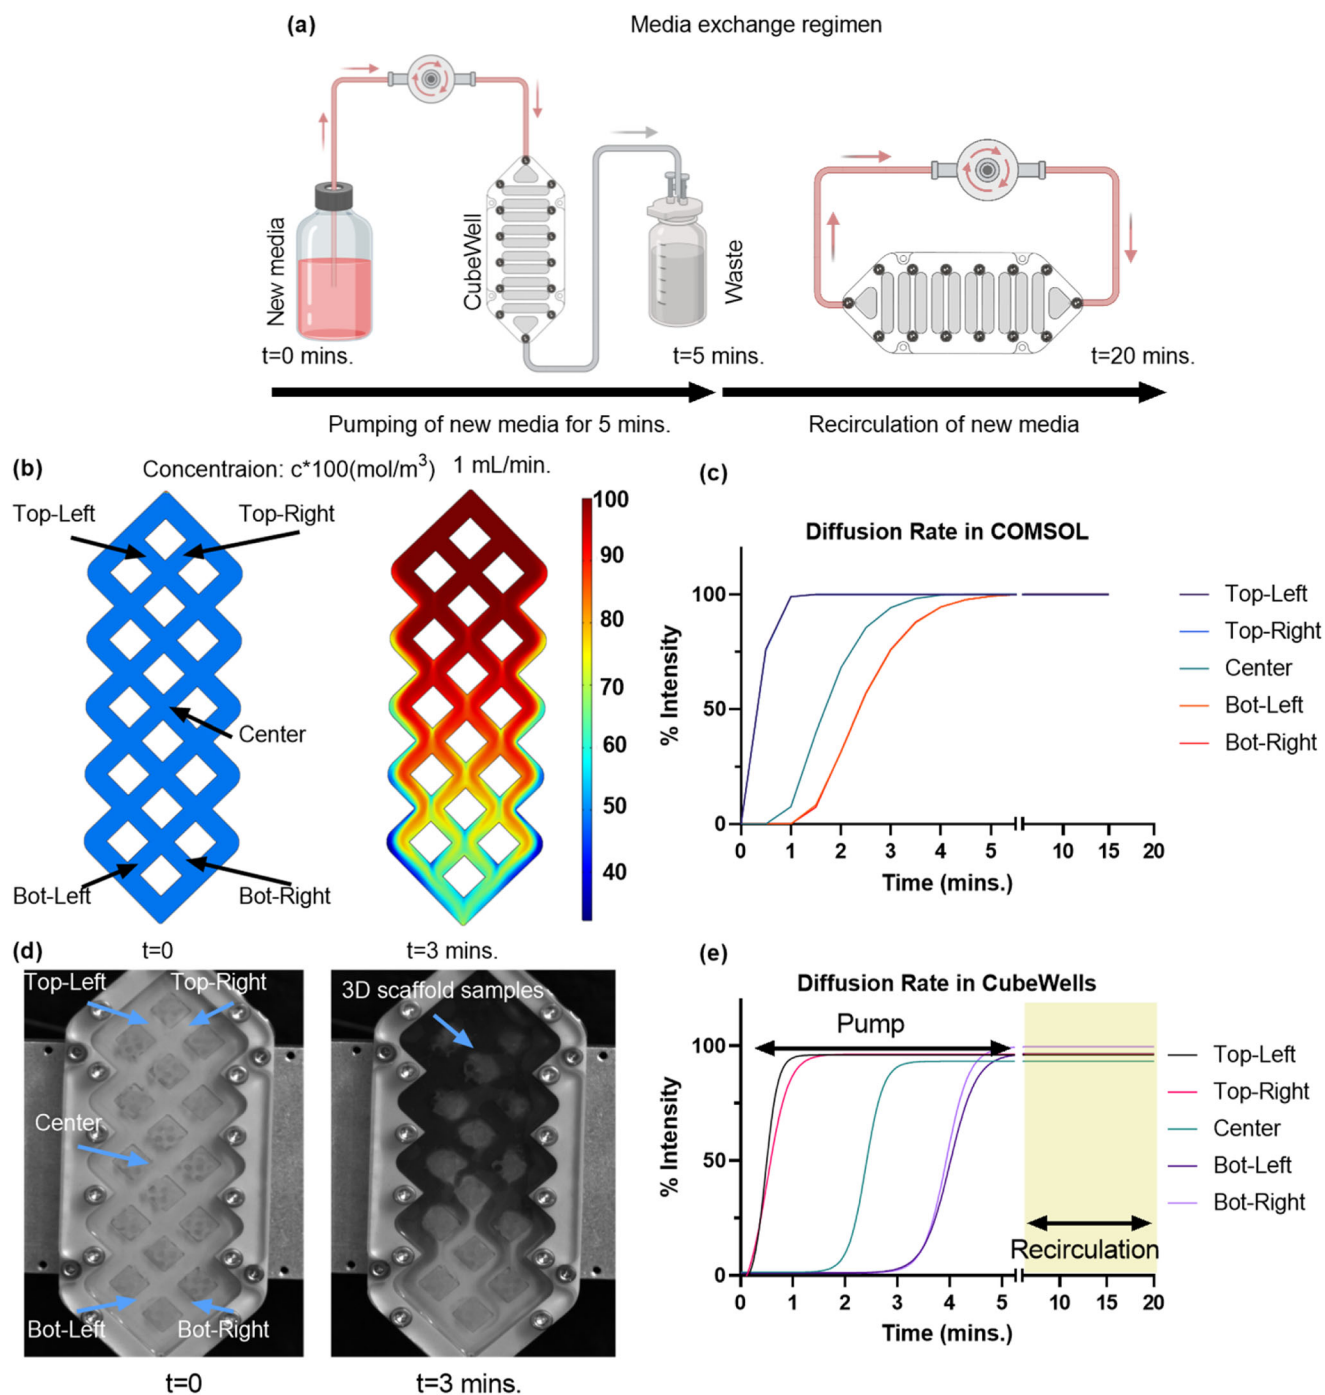 (a)
Media exchange regimen
New media
CubeWell
Waste
t=0 mins.
t=5 mins.
t=20 mins.
Pumping of new media for 5 mins.
Recirculation of new media
(b)
Concentraion: c*100(mol/m³) 1 mL/min.
Top-Left
Top-Right
Center
Bot-Left
Bot-Right
100
90
80
70
60
50
40
t=0
t=3 mins.
(c)
Diffusion Rate in COMSOL
% Intensity
100
50
0
0 1 2 3 4 5 10 15 20
Time (mins.)
Top-Left
Top-Right
Center
Bot-Left
Bot-Right
(d)
Top-Left
Top-Right
Center
Bot-Left
Bot-Right
3D scaffold samples
t=0
t=3 mins.
(e)
Diffusion Rate in CubeWells
Pump
Recirculation
% Intensity
100
50
0
0 1 2 3 4 5 10 15 20
Time (mins.)
Top-Left
Top-Right
Center
Bot-Left
Bot-Right